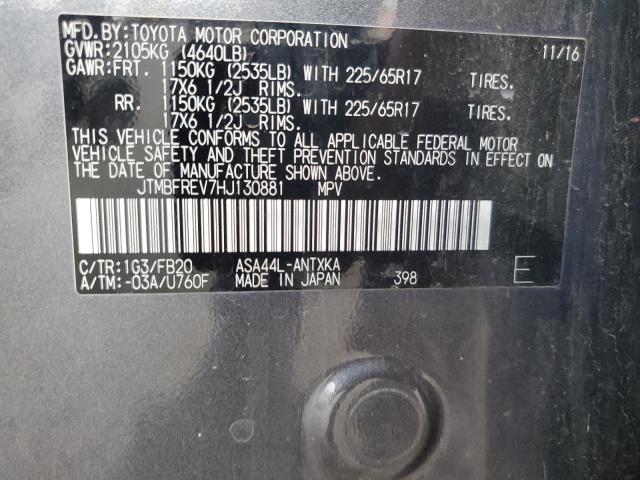 MFD.BY:TOYOTA MOTOR CORPORATION 11/16
GVWR:2105KG (4640LB)
GAWR:FRT. 1150KG (2535LB) WITH 225/65R17 TIRES.
17X6 1/2J RIMS.
RR. 1150KG (2535LB) WITH 225/65R17 TIRES.
17X6 1/2J RIMS.
THIS VEHICLE CONFORMS TO ALL APPLICABLE FEDERAL MOTOR
VEHICLE SAFETY AND THEFT PREVENTION STANDARDS IN EFFECT ON
THE DATE OF MANUFACTURE SHOWN ABOVE.
JTMBFREV7HJ130881 MPV
C/TR:1G3/FB20 ASA44L-ANTXKA E
A/TM:-03A/U760F MADE IN JAPAN 398